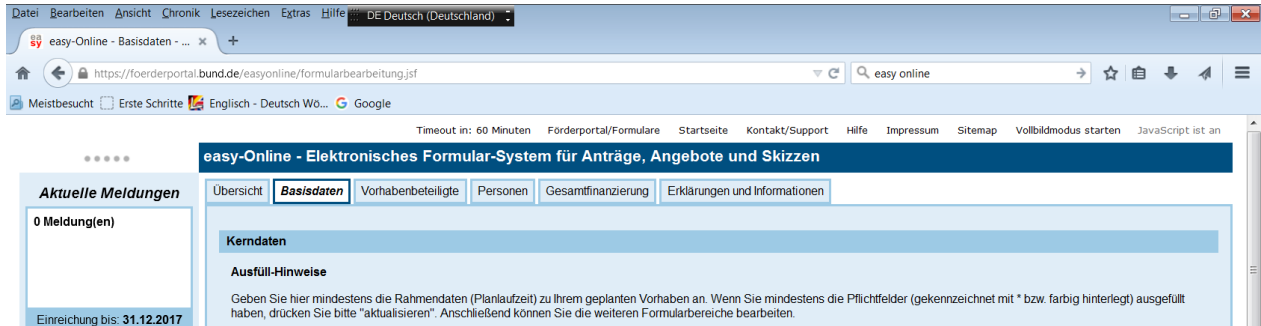 Datei Bearbeiten Ansicht Chronik Lesezeichen Extras Hilfe DE Deutsch (Deutschland)
easy easy-Online - Basisdaten - ... × +
https://foerderportal.bund.de/easyonline/formularbearbeitung.jsf easy online
Meistbesucht Erste Schritte Englisch - Deutsch Wö... G Google
Timeout in: 60 Minuten Förderportal/Formulare Startseite Kontakt/Support Hilfe Impressum Sitemap Vollbildmodus starten JavaScript ist an
easy-Online - Elektronisches Formular-System für Anträge, Angebote und Skizzen
Aktuelle Meldungen
0 Meldung(en)
Einreichung bis: 31.12.2017
Übersicht Basisdaten Vorhabenbeteiligte Personen Gesamtfinanzierung Erklärungen und Informationen
Kerndaten
Ausfüll-Hinweise
Geben Sie hier mindestens die Rahmendaten (Planlaufzeit) zu Ihrem geplanten Vorhaben an. Wenn Sie mindestens die Pflichtfelder (gekennzeichnet mit * bzw. farbig hinterlegt) ausgefüllt
haben, drücken Sie bitte "aktualisieren". Anschließend können Sie die weiteren Formularbereiche bearbeiten.